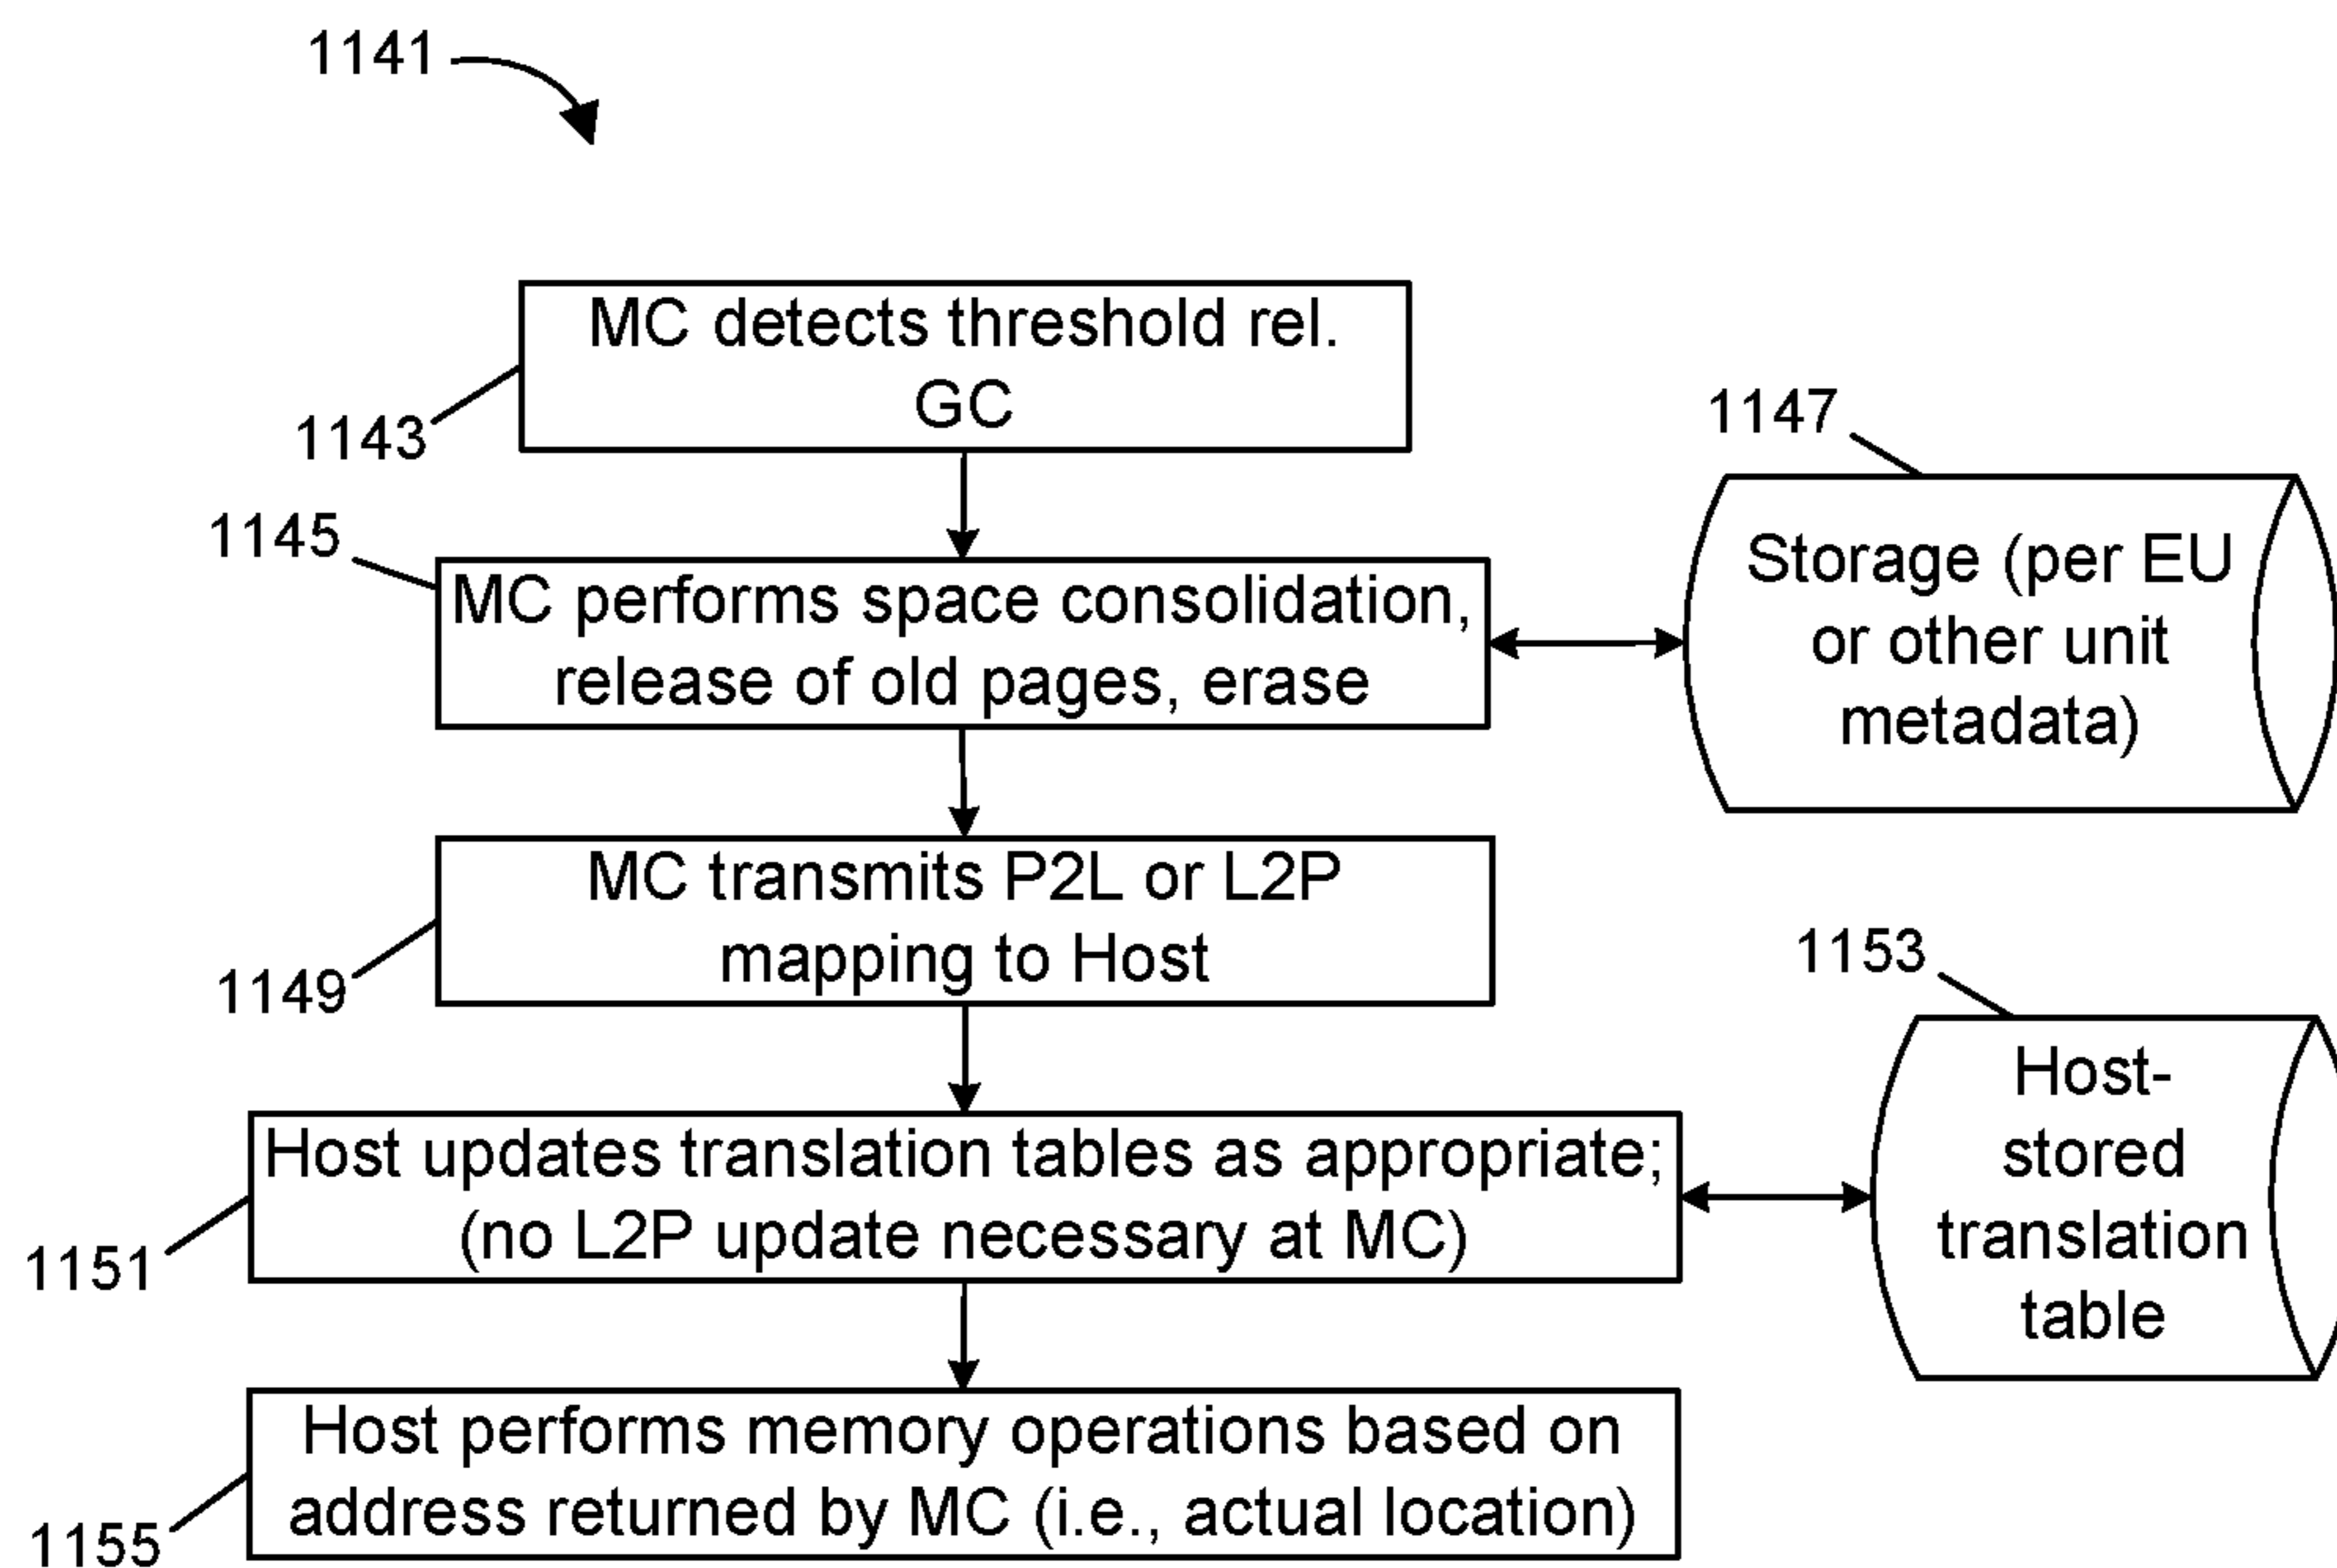 1141
MC detects threshold rel.
GC
1143
1147
1145
MC performs space consolidation,
release of old pages, erase
Storage (per EU
or other unit
metadata)
MC transmits P2L or L2P
mapping to Host
1149
1153
Host updates translation tables as appropriate;
(no L2P update necessary at MC)
1151
Host-
stored
translation
table
Host performs memory operations based on
address returned by MC (i.e., actual location)
1155